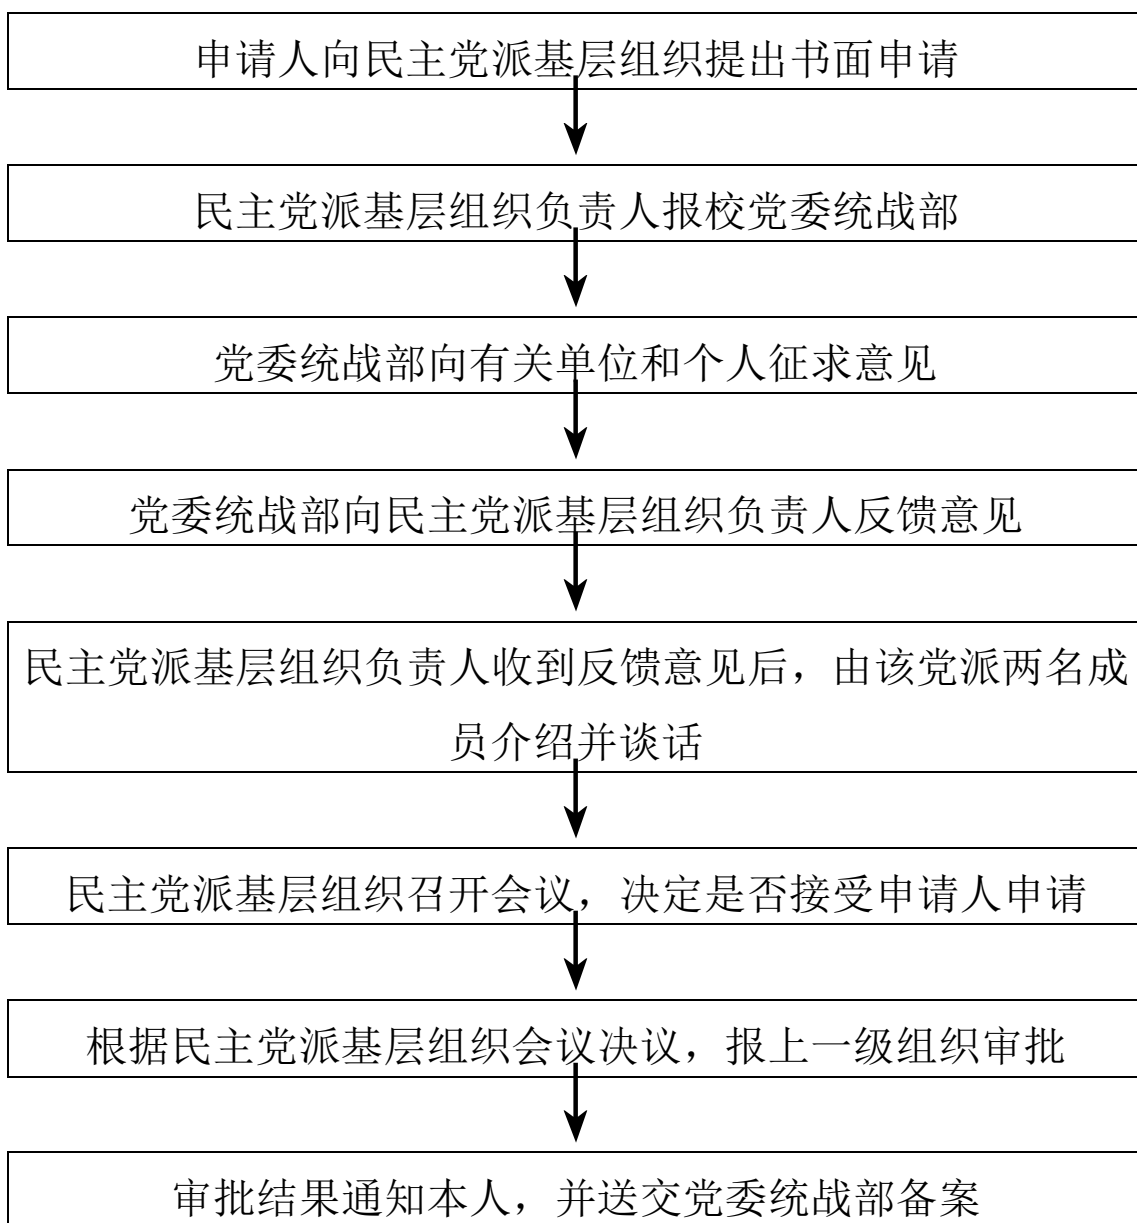 申请人向民主党派基层组织提出书面申请
民主党派基层组织负责人报校党委统战部
党委统战部向有关单位和个人征求意见
党委统战部向民主党派基层组织负责人反馈意见
民主党派基层组织负责人收到反馈意见后，由该党派两名成
员介绍并谈话
民主党派基层组织召开会议，决定是否接受申请人申请
根据民主党派基层组织会议决议，报上一级组织审批
审批结果通知本人，并送交党委统战部备案